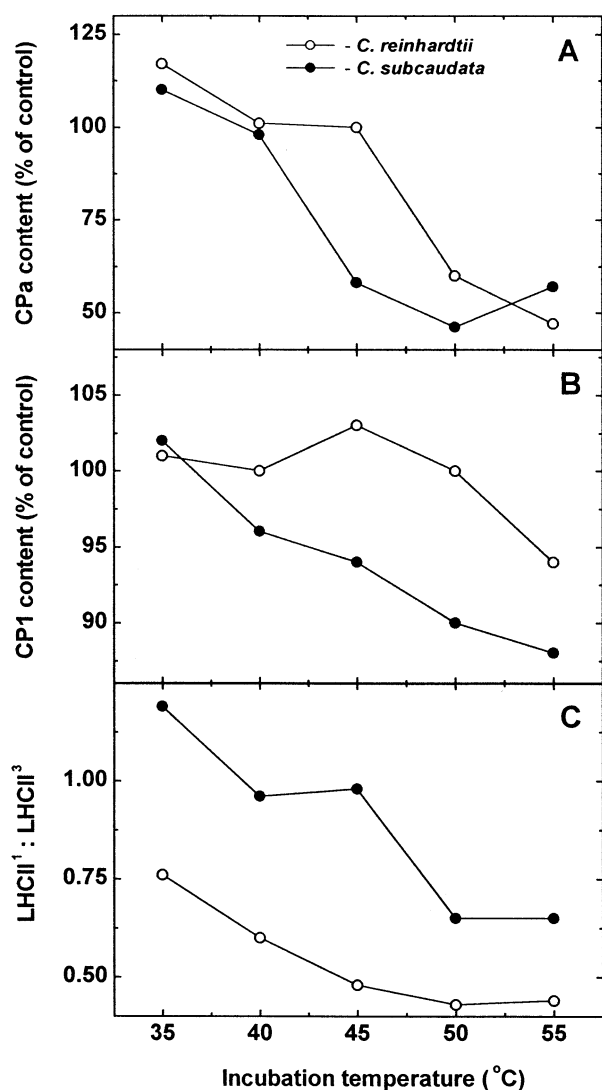 - C. reinhardtii
- C. subcaudata
A
125
100
75
50
CPa content (% of control)
B
105
100
95
90
CP1 content (% of control)
C
1.00
0.75
0.50
LHCII¹ : LHCII³
35 40 45 50 55
Incubation temperature (°C)